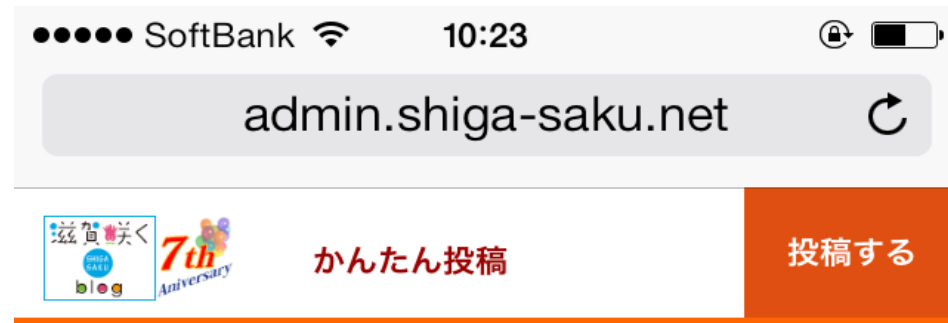 ●●●●● SoftBank 10:23
admin.shiga-saku.net
滋賀咲く
SHIGA SAKU
blog
7th
Aniversary
かんたん投稿
投稿する